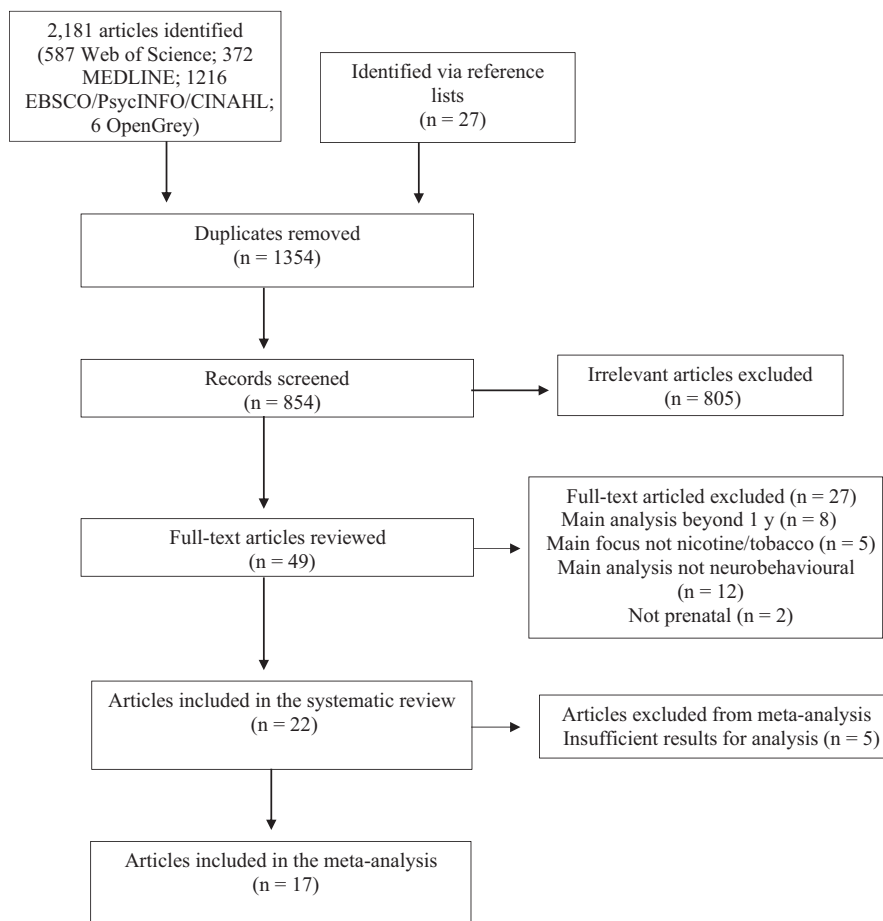 2,181 articles identified
(587 Web of Science; 372
MEDLINE; 1216
EBSCO/PsycINFO/CINAHL;
6 OpenGrey)
Identified via reference
lists
(n = 27)
Duplicates removed
(n = 1354)
Records screened
(n = 854)
Irrelevant articles excluded
(n = 805)
Full-text articles reviewed
(n = 49)
Full-text articled excluded (n = 27)
Main analysis beyond 1 y (n = 8)
Main focus not nicotine/tobacco (n = 5)
Main analysis not neurobehavioural
(n = 12)
Not prenatal (n = 2)
Articles included in the systematic review
(n = 22)
Articles excluded from meta-analysis
Insufficient results for analysis (n = 5)
Articles included in the meta-analysis
(n = 17)